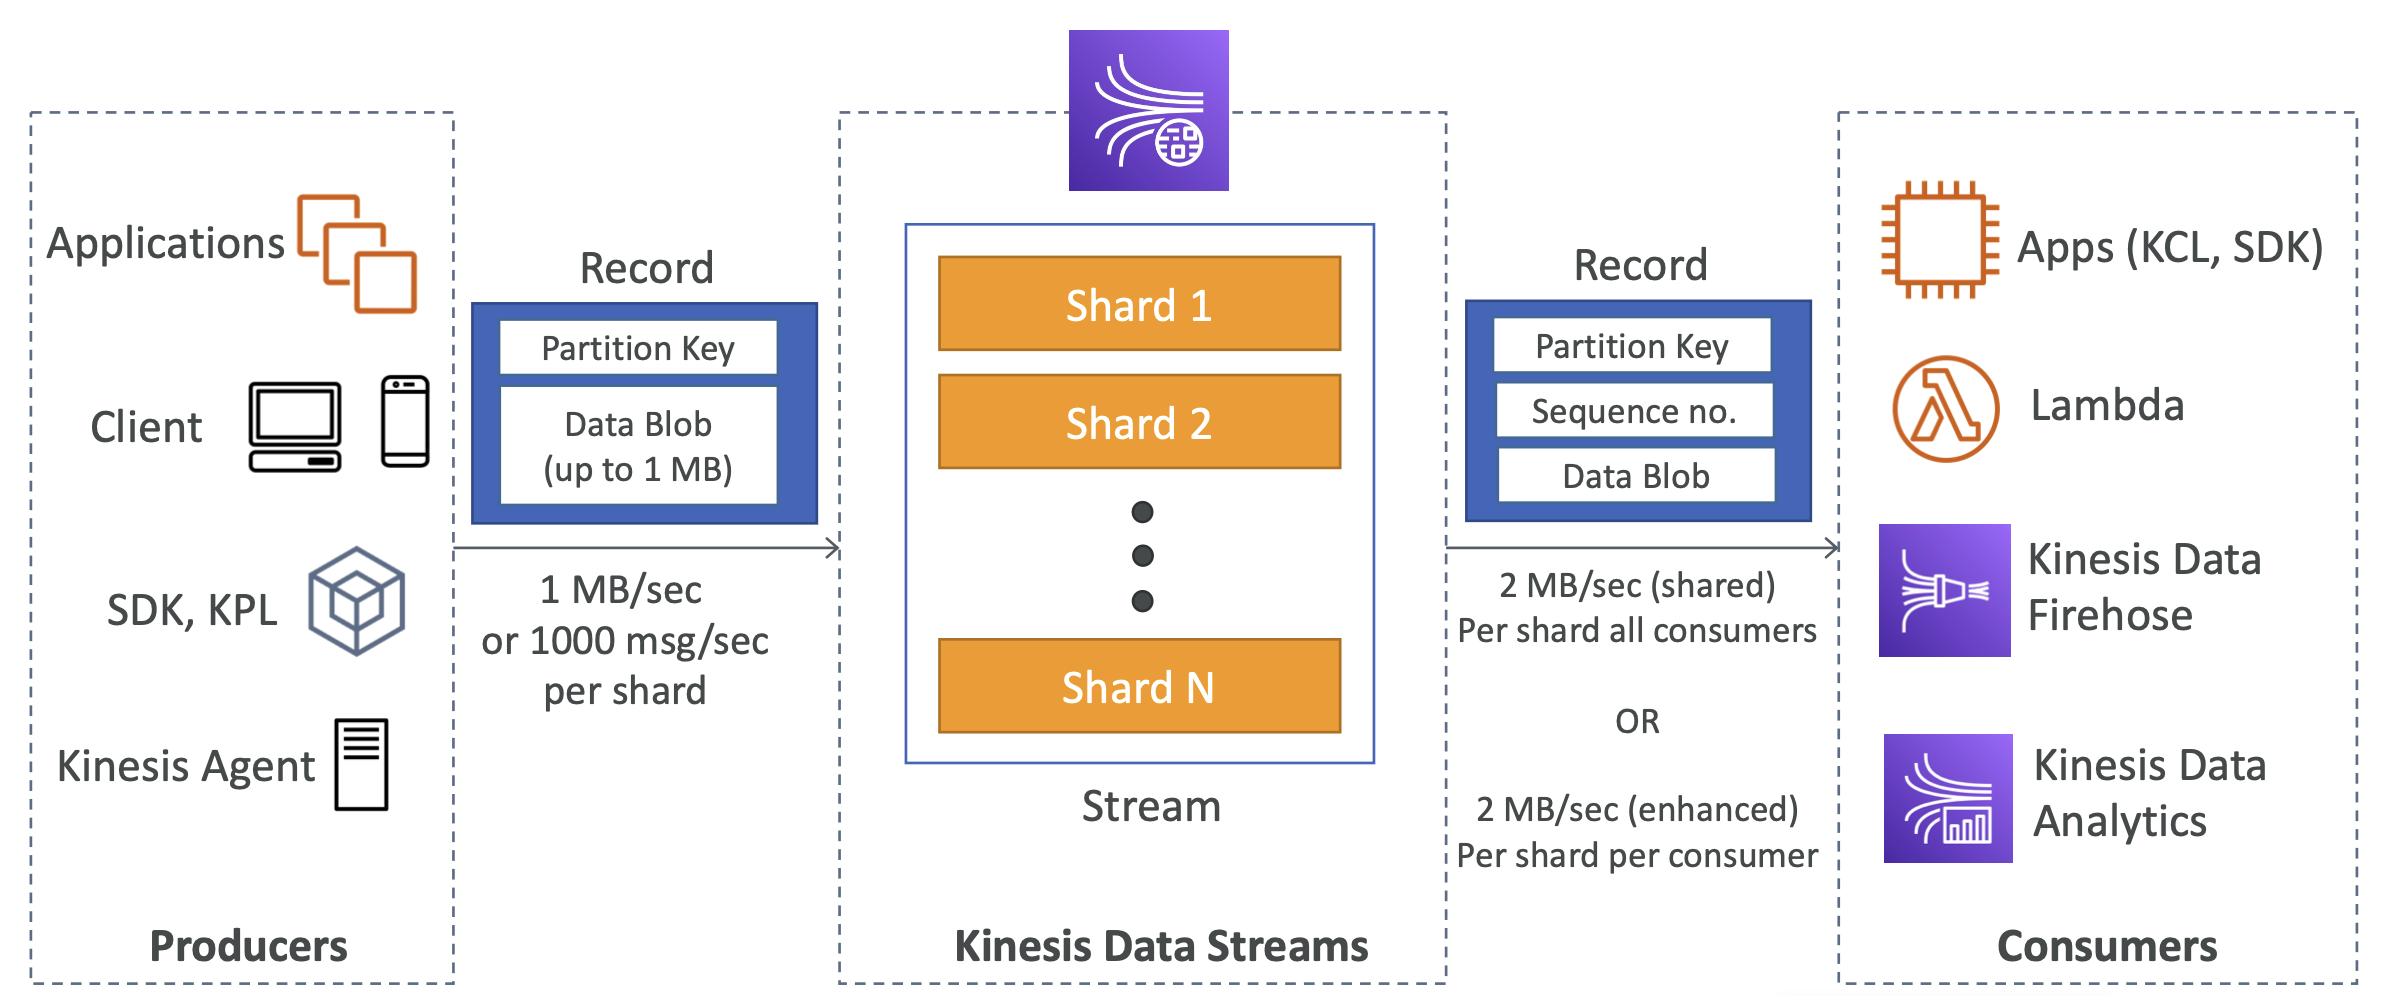 Applications
Client
SDK, KPL
Kinesis Agent
Producers
Record
Partition Key
Data Blob
(up to 1 MB)
1 MB/sec
or 1000 msg/sec
per shard
Shard 1
Shard 2
Shard N
Stream
Kinesis Data Streams
Record
Partition Key
Sequence no.
Data Blob
2 MB/sec (shared)
Per shard all consumers
OR
2 MB/sec (enhanced)
Per shard per consumer
Apps (KCL, SDK)
Lambda
Kinesis Data
Firehose
Kinesis Data
Analytics
Consumers